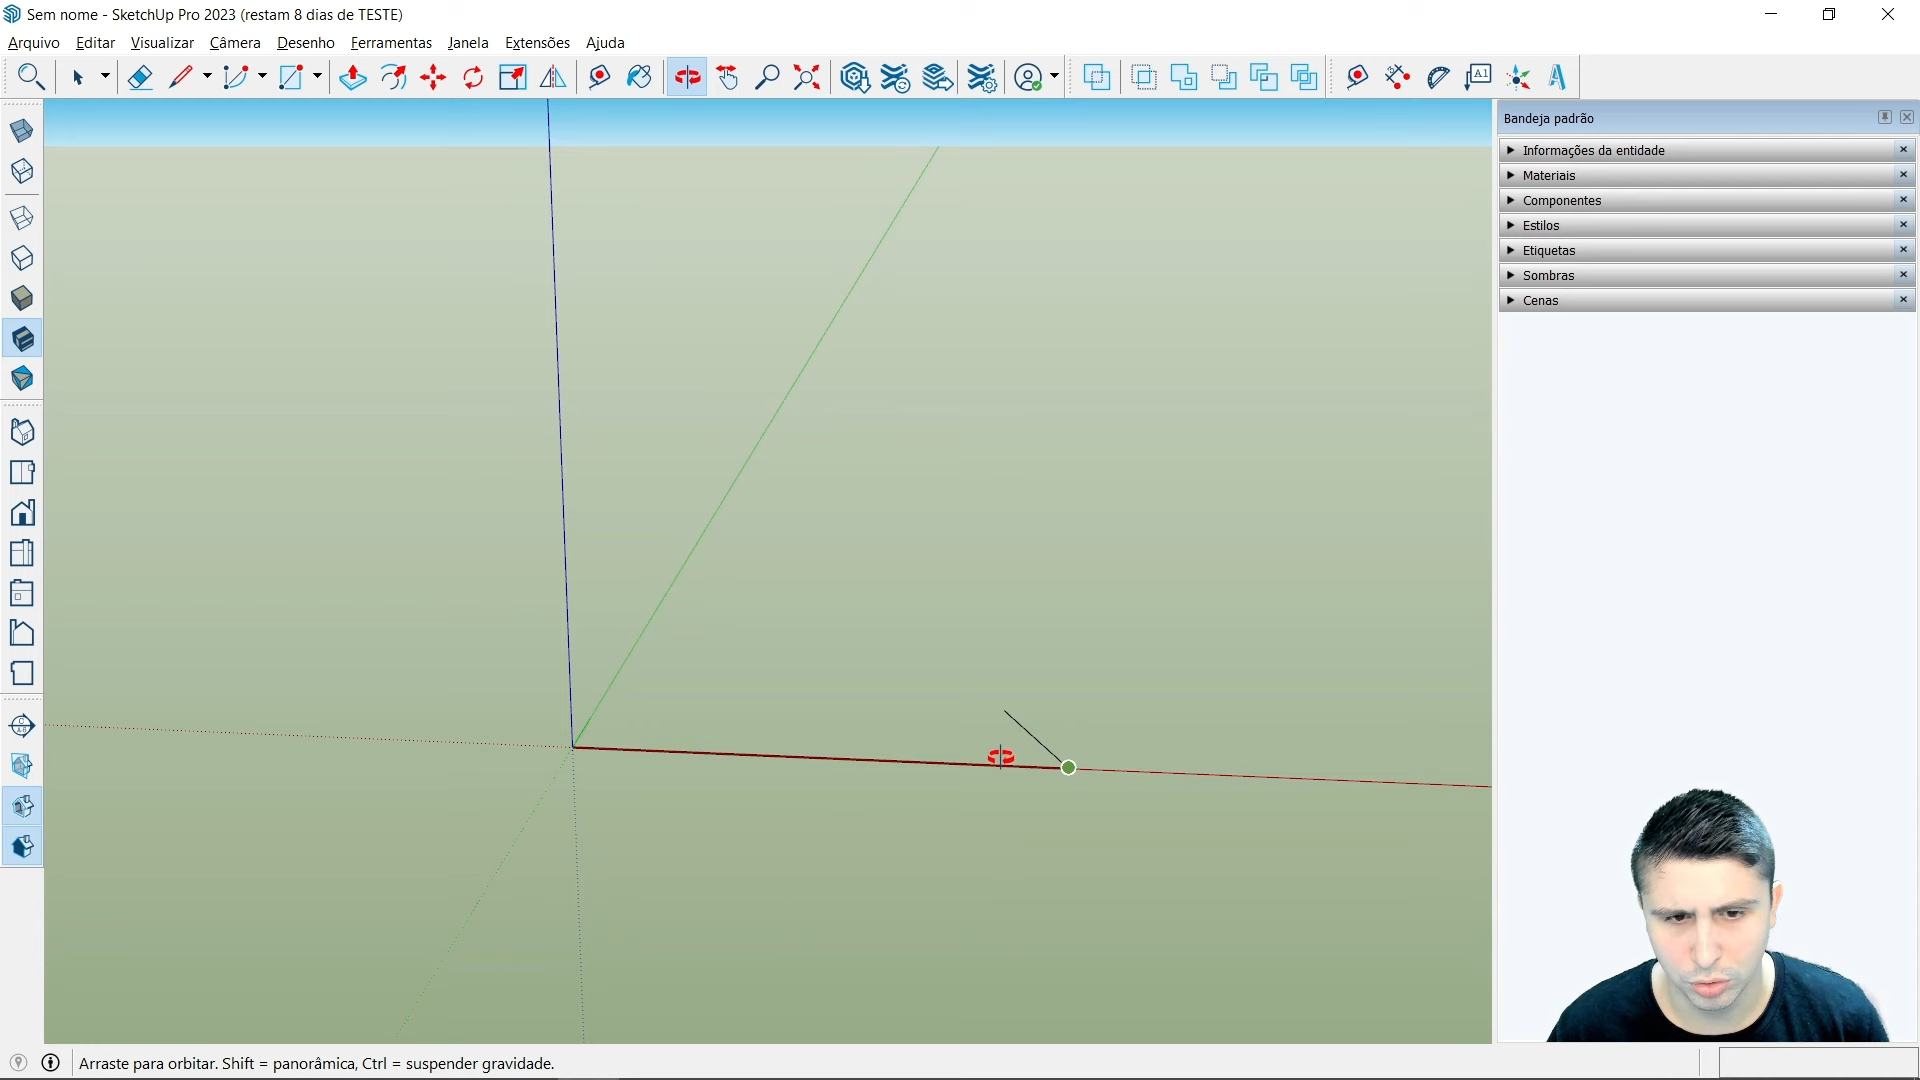 Sem nome - SketchUp Pro 2023 (restam 8 dias de TESTE)
Arquivo Editar Visualizar Câmera Desenho Ferramentas Janela Extensões Ajuda
Bandeja padrão
Informações da entidade
Materiais
Componentes
Estilos
Etiquetas
Sombras
Cenas
Arraste para orbitar. Shift = panorâmica, Ctrl = suspender gravidade.